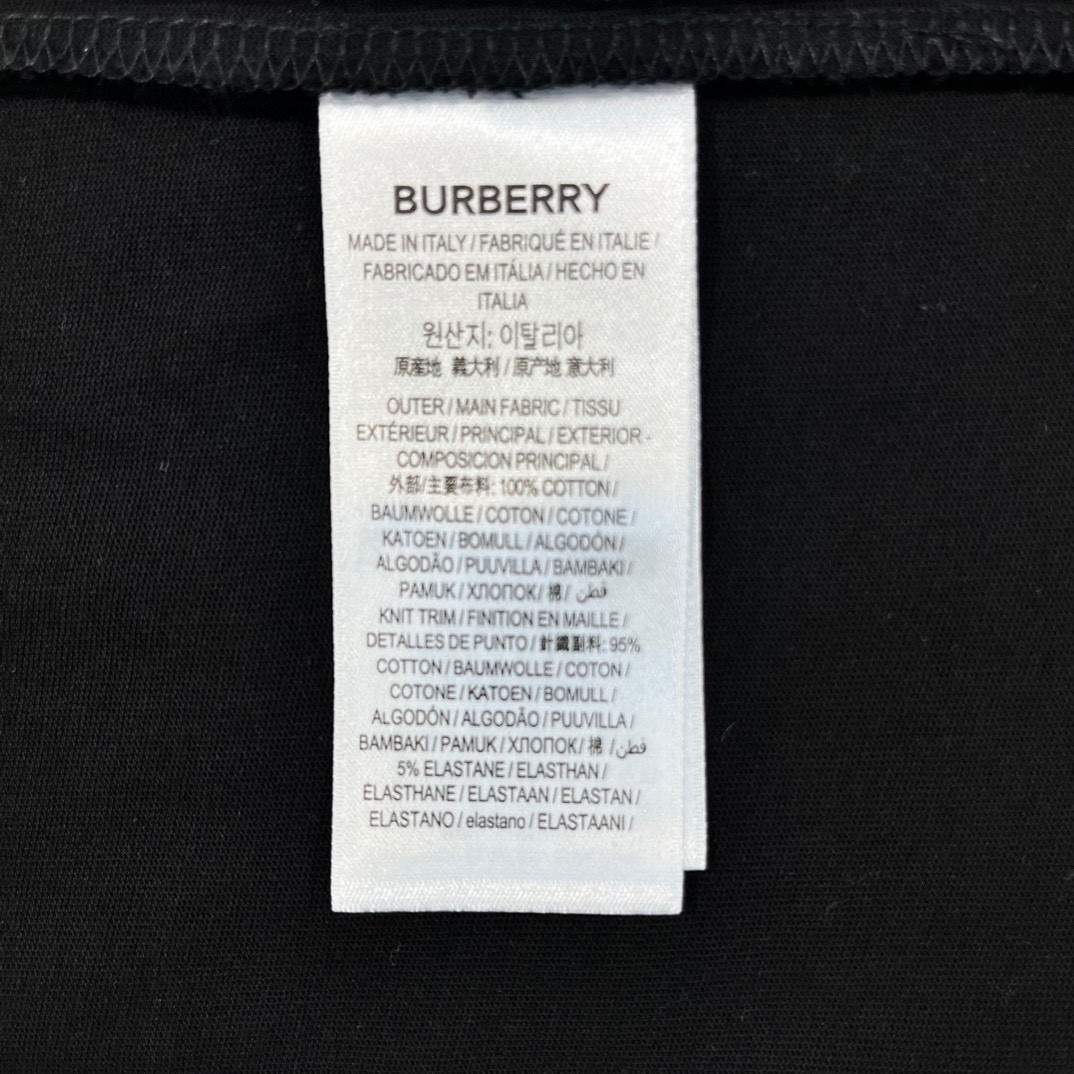 BURBERRY
MADE IN ITALY / FABRIQUÉ EN ITALIE /
FABRICADO EM ITÁLIA / HECHO EN
ITALIA
원산지: 이탈리아
原産地 義大利 / 原产地 意大利
OUTER / MAIN FABRIC / TISSU
EXTÉRIEUR / PRINCIPAL / EXTERIOR -
COMPOSICION PRINCIPAL /
外部/主要布料: 100% COTTON /
BAUMWOLLE / COTON / COTONE /
KATOEN / BOMULL / ALGODÓN /
ALGODÃO / PUUVILLA / BAMBAKI /
PAMUK / ХЛОПОК / 棉 / قطن
KNIT TRIM / FINITION EN MAILLE /
DETALLES DE PUNTO / 針織副料: 95%
COTTON / BAUMWOLLE / COTON /
COTONE / KATOEN / BOMULL /
ALGODÓN / ALGODÃO / PUUVILLA /
BAMBAKI / PAMUK / ХЛОПОК / 棉 / قطن
5% ELASTANE / ELASTHAN /
ÉLASTHANE / ELASTAAN / ELASTAN /
ELASTANO / elastano / ELASTAANI /